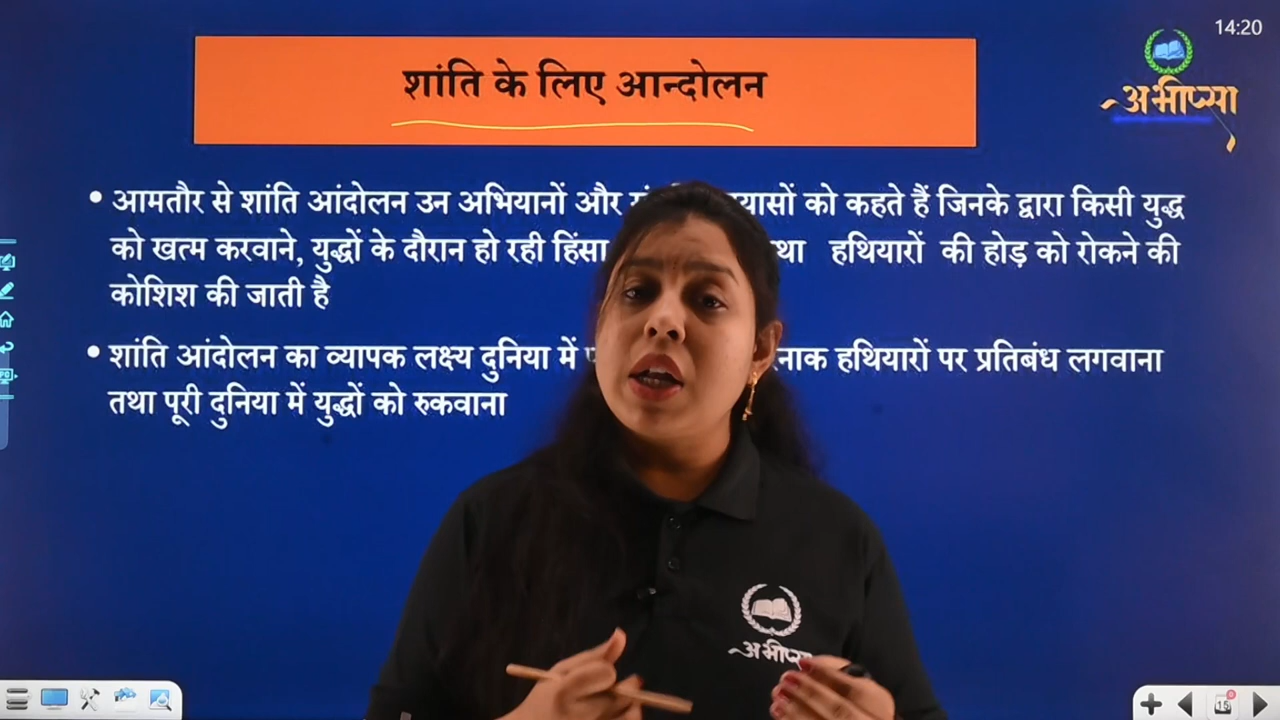 14:20
अभीप्सा
शांति के लिए आन्दोलन
• आमतौर से शांति आंदोलन उन अभियानों और को कहते हैं जिनके द्वारा किसी युद्ध
को खत्म करवाने, युद्धों के दौरान हो रही हिंसा हथियारों की होड़ को रोकने की
कोशिश की जाती है
• शांति आंदोलन का व्यापक लक्ष्य दुनिया में हथियारों पर प्रतिबंध लगवाना
तथा पूरी दुनिया में युद्धों को रुकवाना
15